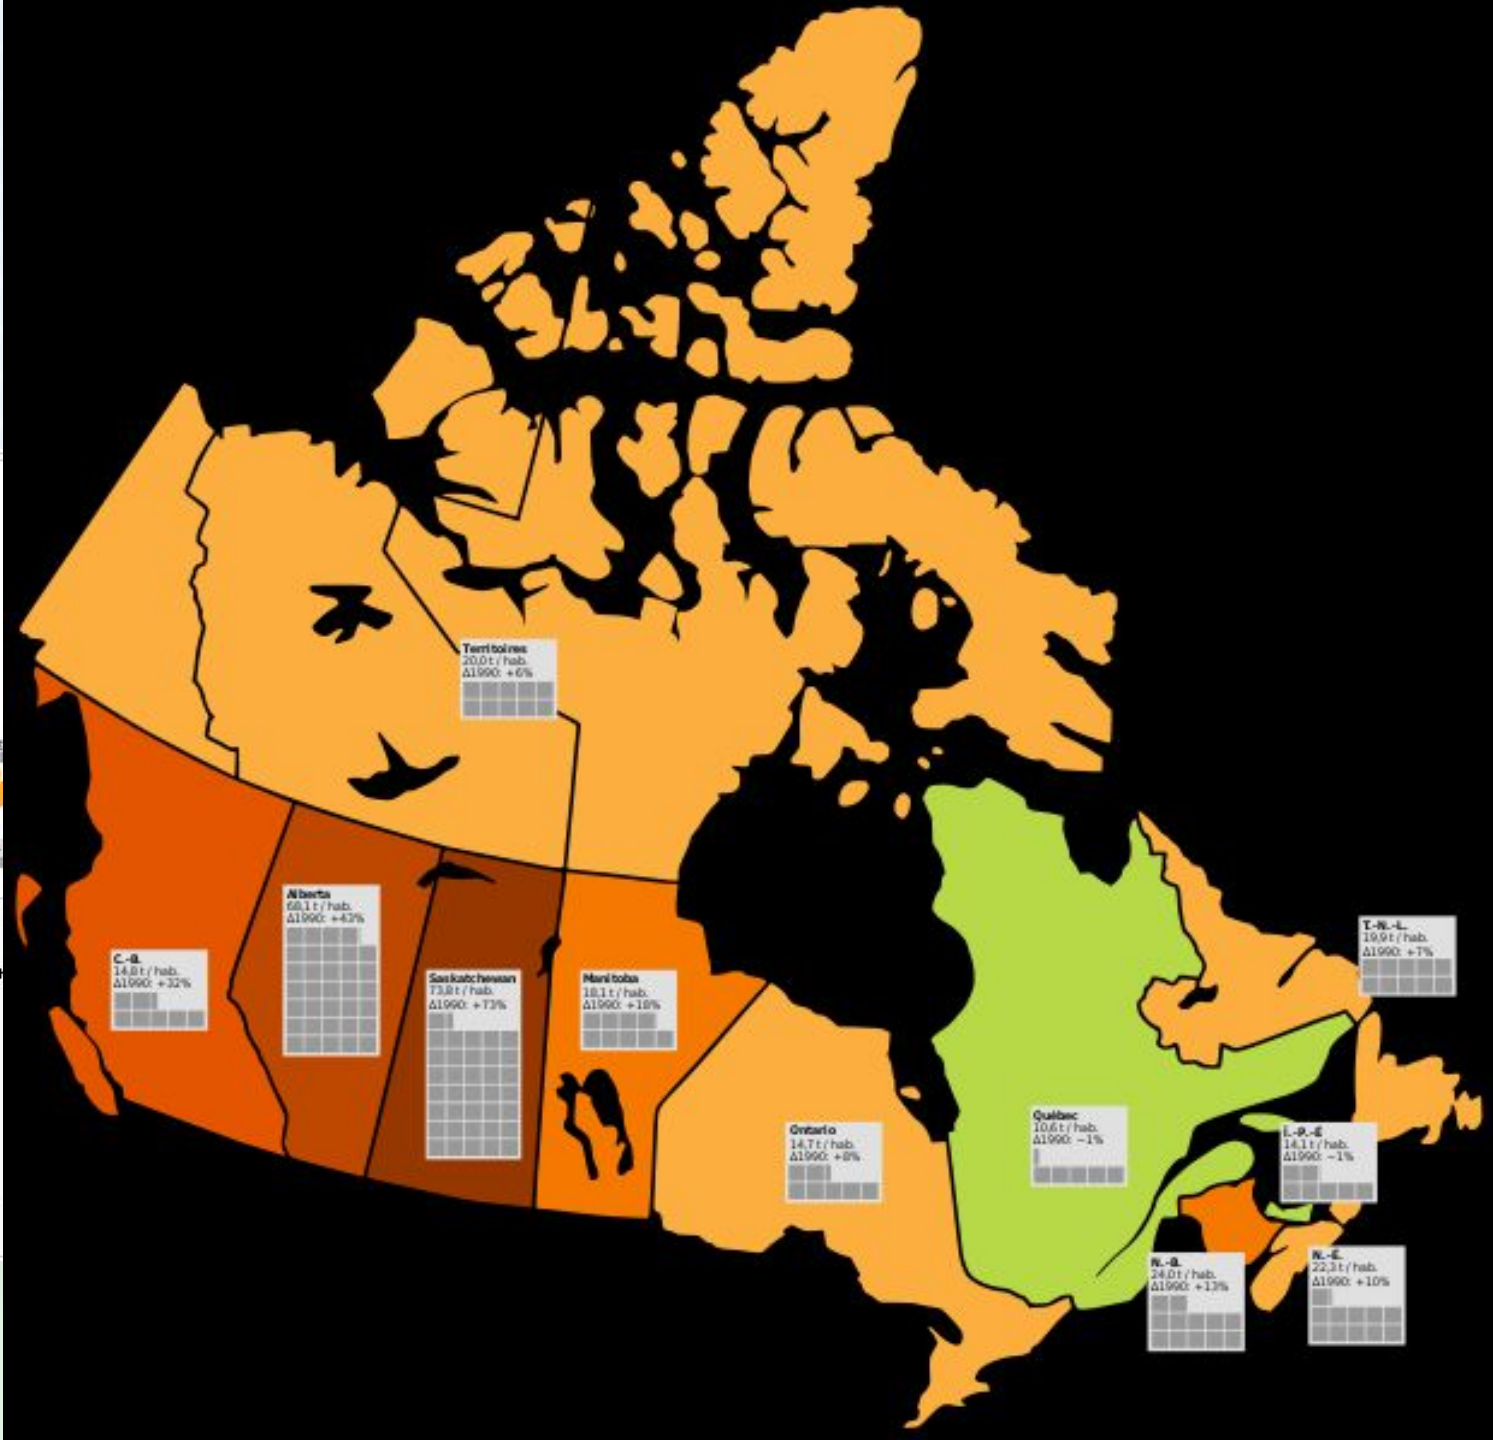 Territoires
20,0 t / hab.
Δ1990: +6%
Alberta
68,1 t / hab.
Δ1990: +43%
C.-B.
14,8 t / hab.
Δ1990: +32%
Saskatchewan
73,8 t / hab.
Δ1990: +73%
Manitoba
18,1 t / hab.
Δ1990: +18%
T.-N.-L.
19,9 t / hab.
Δ1990: +7%
Ontario
14,7 t / hab.
Δ1990: +8%
Québec
10,6 t / hab.
Δ1990: −1%
Î.-P.-É
14,1 t / hab.
Δ1990: −1%
N.-B.
24,0 t / hab.
Δ1990: +13%
N.-É.
22,3 t / hab.
Δ1990: +10%